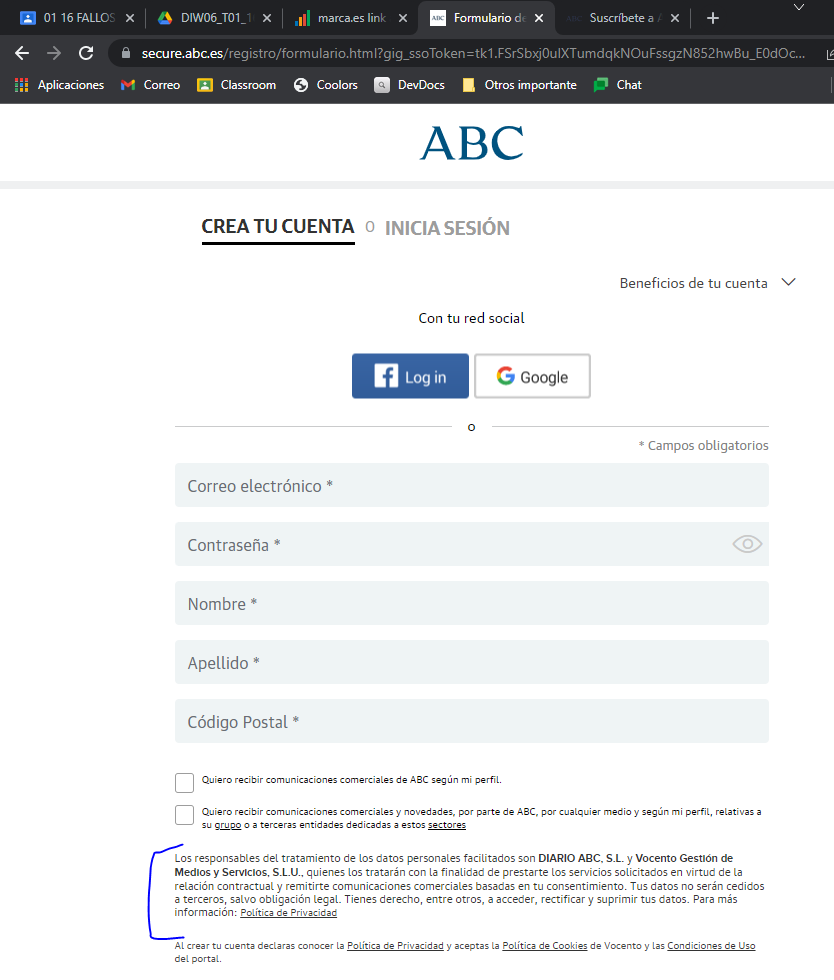 01 16 FALLOS
DIW06_T01_1
marca.es link
Formulario de
Suscríbete a A
secure.abc.es/registro/formulario.html?gig_ssoToken=tk1.FSrSbxj0ulXTumdqkNOuFssgzN852hwBu_E0dOc...
Aplicaciones
Correo
Classroom
Coolors
DevDocs
Otros importante
Chat
ABC
CREA TU CUENTA o INICIA SESIÓN
Beneficios de tu cuenta
Con tu red social
Log in
Google
o
* Campos obligatorios
Correo electrónico *
Contraseña *
Nombre *
Apellido *
Código Postal *
Quiero recibir comunicaciones comerciales de ABC según mi perfil.
Quiero recibir comunicaciones comerciales y novedades, por parte de ABC, por cualquier medio y según mi perfil, relativas a
su grupo o a terceras entidades dedicadas a estos sectores
Los responsables del tratamiento de los datos personales facilitados son DIARIO ABC, S.L. y Vocento Gestión de
Medios y Servicios, S.L.U., quienes los tratarán con la finalidad de prestarte los servicios solicitados en virtud de la
relación contractual y remitirte comunicaciones comerciales basadas en tu consentimiento. Tus datos no serán cedidos
a terceros, salvo obligación legal. Tienes derecho, entre otros, a acceder, rectificar y suprimir tus datos. Para más
información: Política de Privacidad
Al crear tu cuenta declaras conocer la Política de Privacidad y aceptas la Política de Cookies de Vocento y las Condiciones de Uso
del portal.